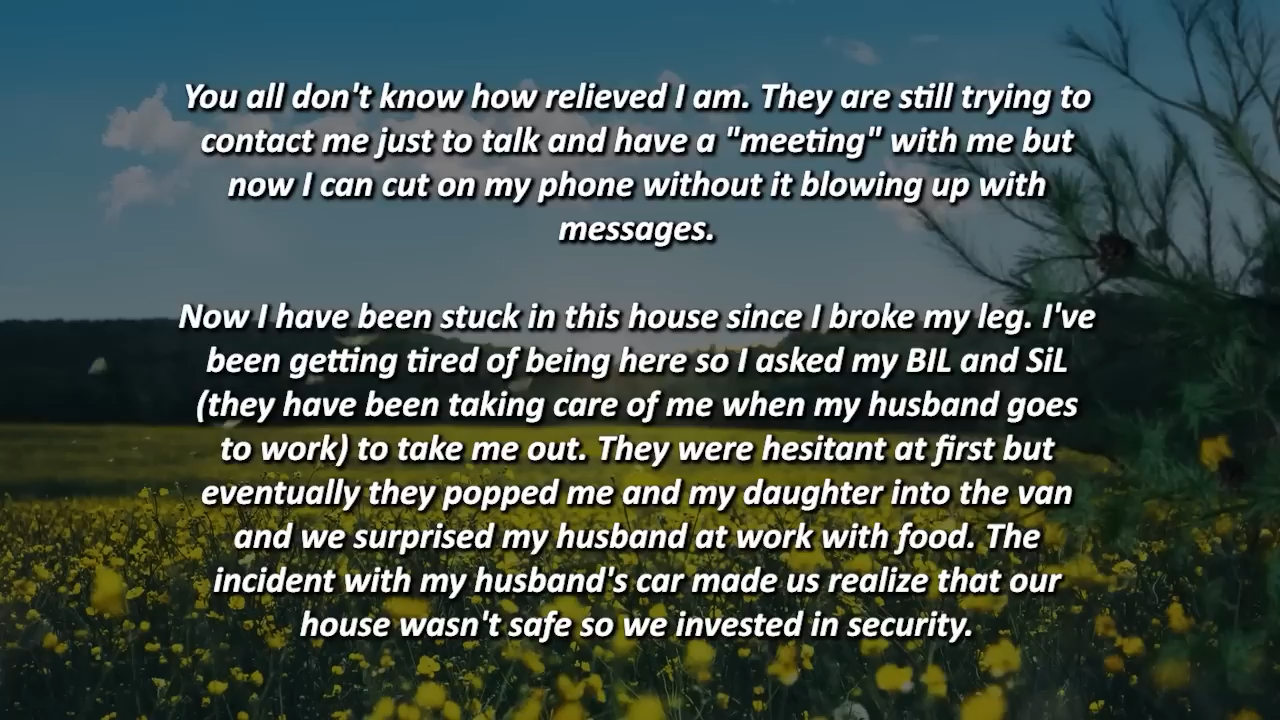 You all don't know how relieved I am. They are still trying to
contact me just to talk and have a "meeting" with me but
now I can cut on my phone without it blowing up with
messages.
Now I have been stuck in this house since I broke my leg. I've
been getting tired of being here so I asked my BIL and SiL
(they have been taking care of me when my husband goes
to work) to take me out. They were hesitant at first but
eventually they popped me and my daughter into the van
and we surprised my husband at work with food. The
incident with my husband's car made us realize that our
house wasn't safe so we invested in security.